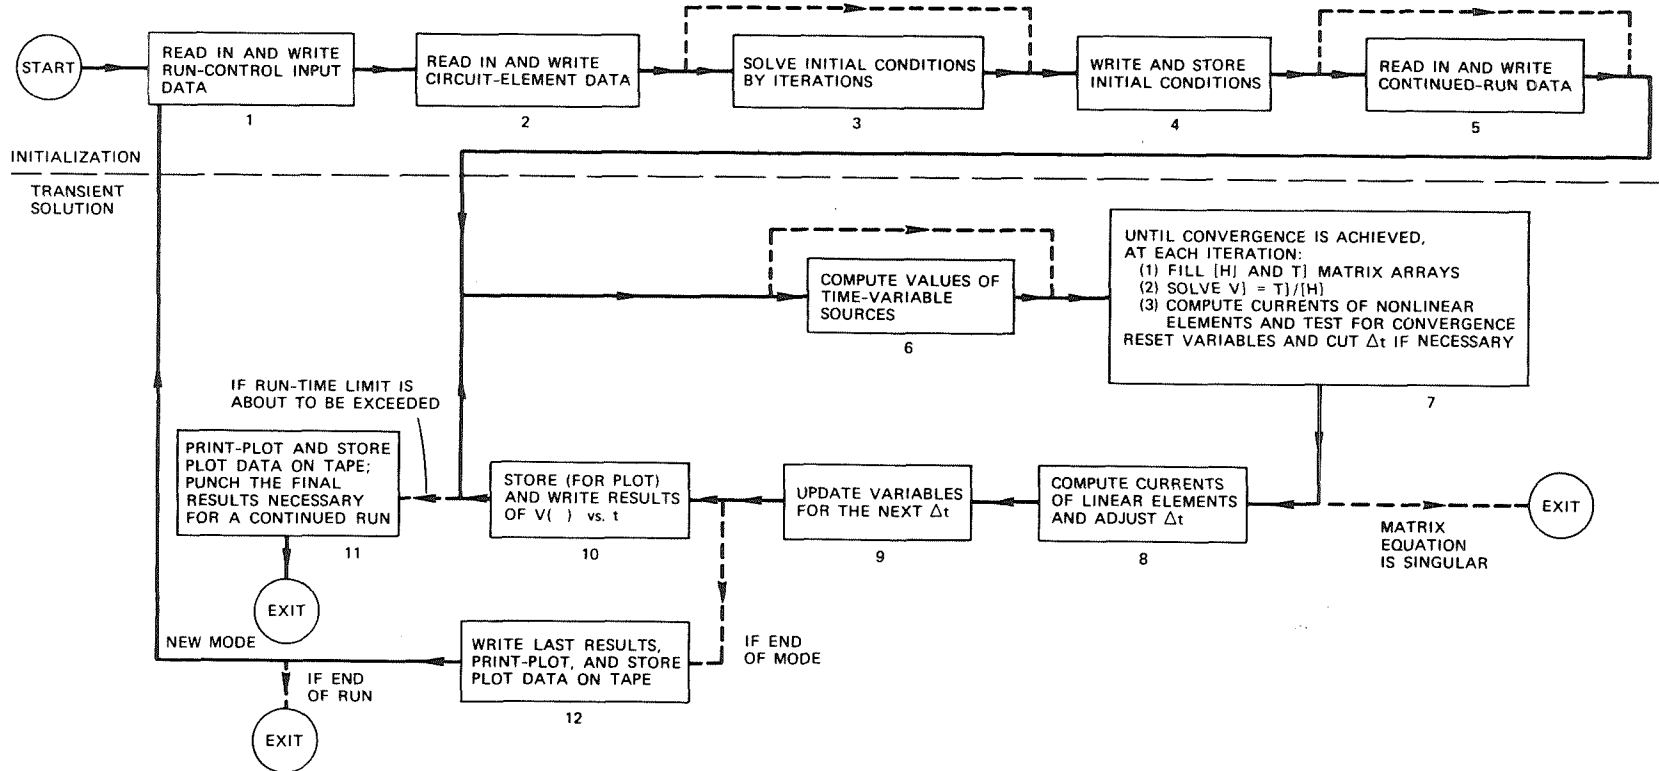 START
READ IN AND WRITE
RUN-CONTROL INPUT
DATA
1
READ IN AND WRITE
CIRCUIT-ELEMENT DATA
2
SOLVE INITIAL CONDITIONS
BY ITERATIONS
3
WRITE AND STORE
INITIAL CONDITIONS
4
READ IN AND WRITE
CONTINUED-RUN DATA
5
INITIALIZATION
TRANSIENT
SOLUTION
COMPUTE VALUES OF
TIME-VARIABLE
SOURCES
6
UNTIL CONVERGENCE IS ACHIEVED,
AT EACH ITERATION:
(1) FILL [H] AND T] MATRIX ARRAYS
(2) SOLVE V] = T]/[H]
(3) COMPUTE CURRENTS OF NONLINEAR
ELEMENTS AND TEST FOR CONVERGENCE
RESET VARIABLES AND CUT Δt IF NECESSARY
7
IF RUN-TIME LIMIT IS
ABOUT TO BE EXCEEDED
PRINT-PLOT AND STORE
PLOT DATA ON TAPE;
PUNCH THE FINAL
RESULTS NECESSARY
FOR A CONTINUED RUN
11
EXIT
STORE (FOR PLOT)
AND WRITE RESULTS
OF V( ) vs. t
10
UPDATE VARIABLES
FOR THE NEXT Δt
9
COMPUTE CURRENTS
OF LINEAR ELEMENTS
AND ADJUST Δt
8
MATRIX
EQUATION
IS SINGULAR
EXIT
NEW MODE
IF END
OF RUN
EXIT
WRITE LAST RESULTS,
PRINT-PLOT, AND STORE
PLOT DATA ON TAPE
12
IF END
OF MODE